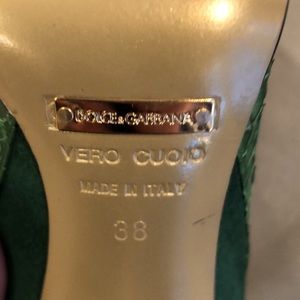 DOLCE & GABBANA
VERO CUOIO
MADE IN ITALY
38